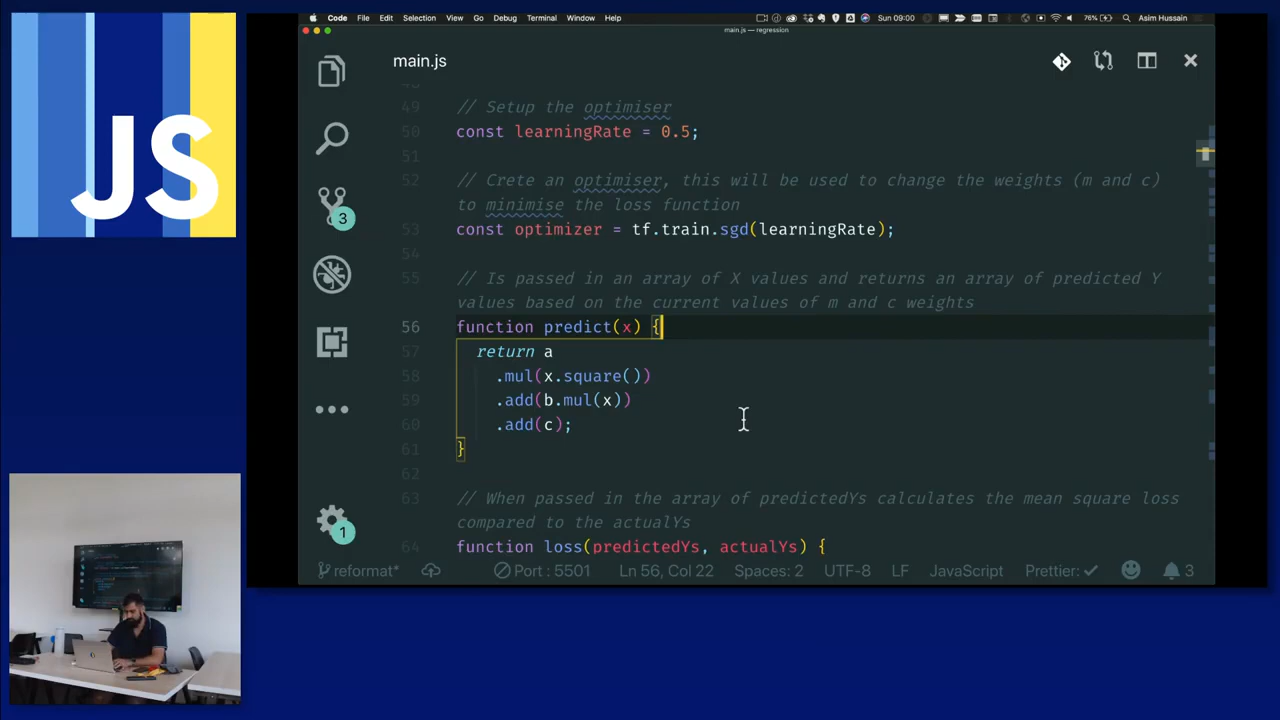 Code File Edit Selection View Go Debug Terminal Window Help Sun 09:00 76% Asim Hussain
main.js — regression
JS
main.js
49 // Setup the optimiser
50 const learningRate = 0.5;
51
52 // Crete an optimiser, this will be used to change the weights (m and c)
to minimise the loss function
53 const optimizer = tf.train.sgd(learningRate);
54
55 // Is passed in an array of X values and returns an array of predicted Y
values based on the current values of m and c weights
56 function predict(x) {
57 return a
58 .mul(x.square())
59 .add(b.mul(x))
60 .add(c);
61 }
62
63 // When passed in the array of predictedYs calculates the mean square loss
compared to the actualYs
64 function loss(predictedYs, actualYs) {
3
1
reformat* Port : 5501 Ln 56, Col 22 Spaces: 2 UTF-8 LF JavaScript Prettier: ✓ 3